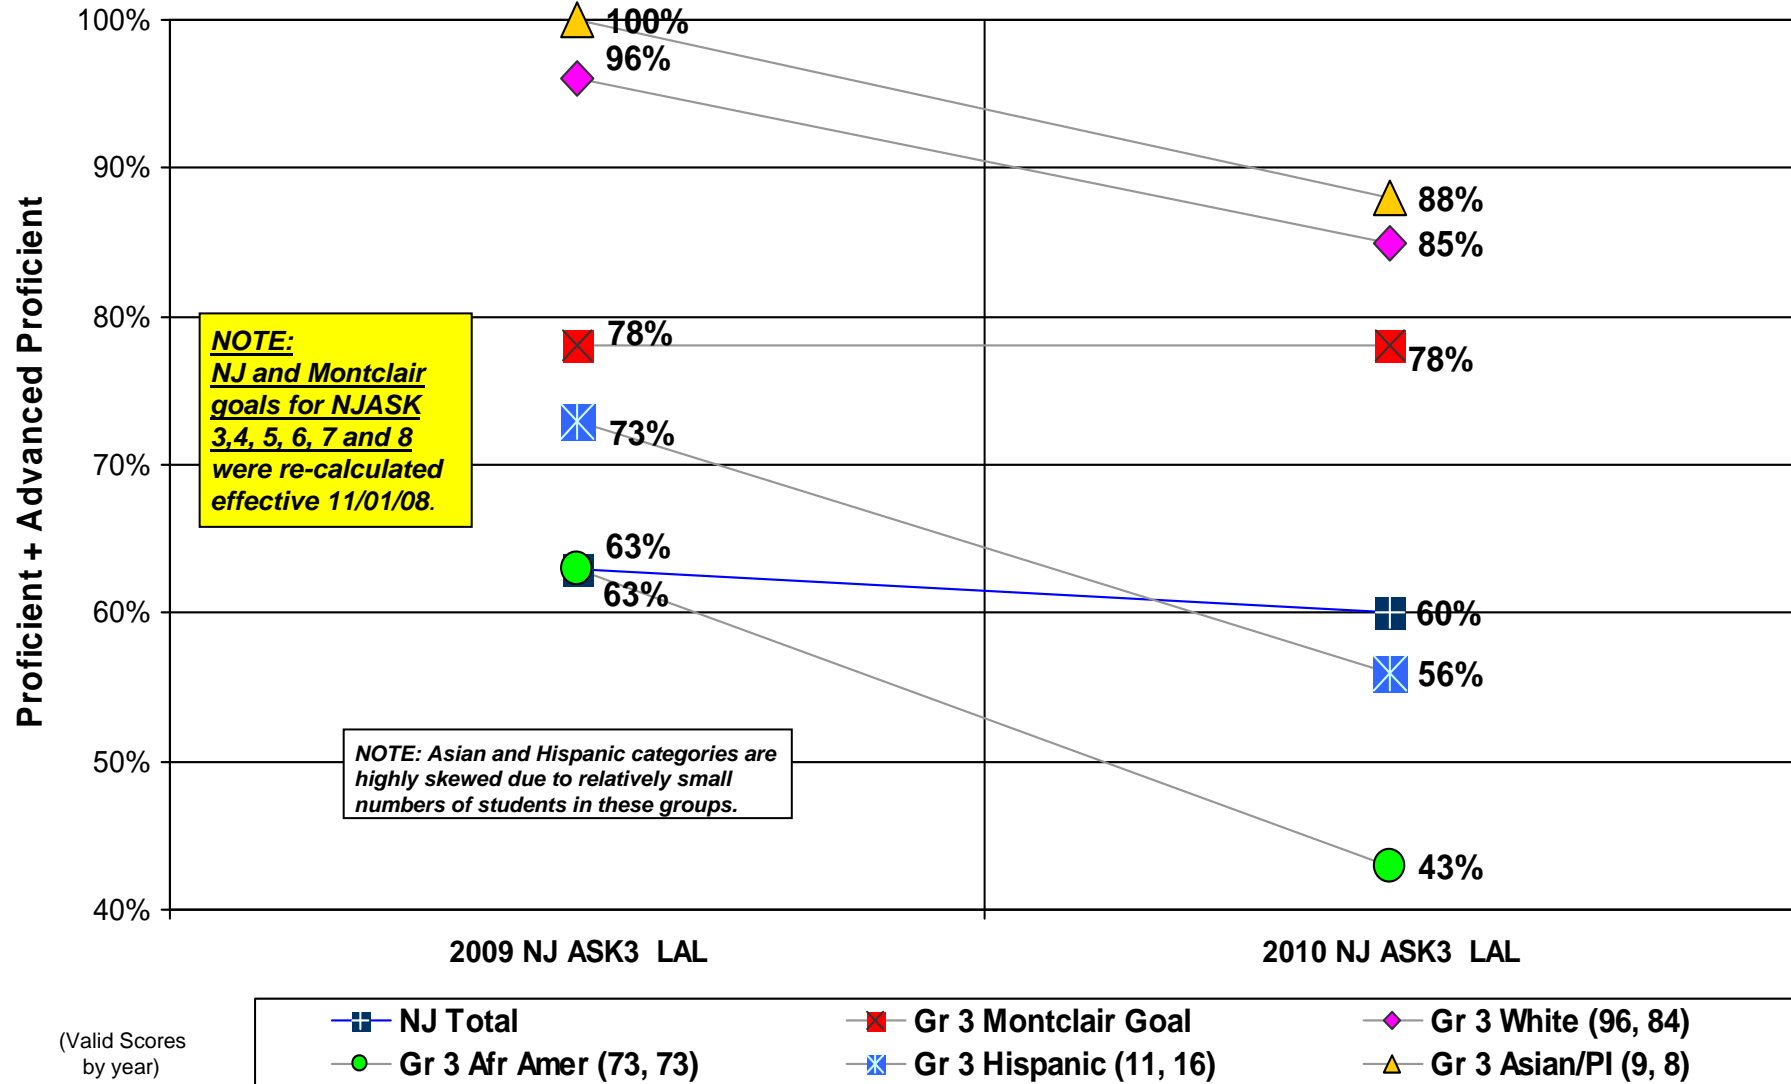 100%
90%
80%
70%
60%
50%
40%
Proficient + Advanced Proficient
100%
96%
88%
85%
78%
78%
73%
63%
63%
60%
56%
43%
NOTE:
NJ and Montclair
goals for NJASK
3,4, 5, 6, 7 and 8
were re-calculated
effective 11/01/08.
NOTE: Asian and Hispanic categories are
highly skewed due to relatively small
numbers of students in these groups.
2009 NJ ASK3 LAL
2010 NJ ASK3 LAL
(Valid Scores
by year)
NJ Total
Gr 3 Montclair Goal
Gr 3 White (96, 84)
Gr 3 Afr Amer (73, 73)
Gr 3 Hispanic (11, 16)
Gr 3 Asian/PI (9, 8)